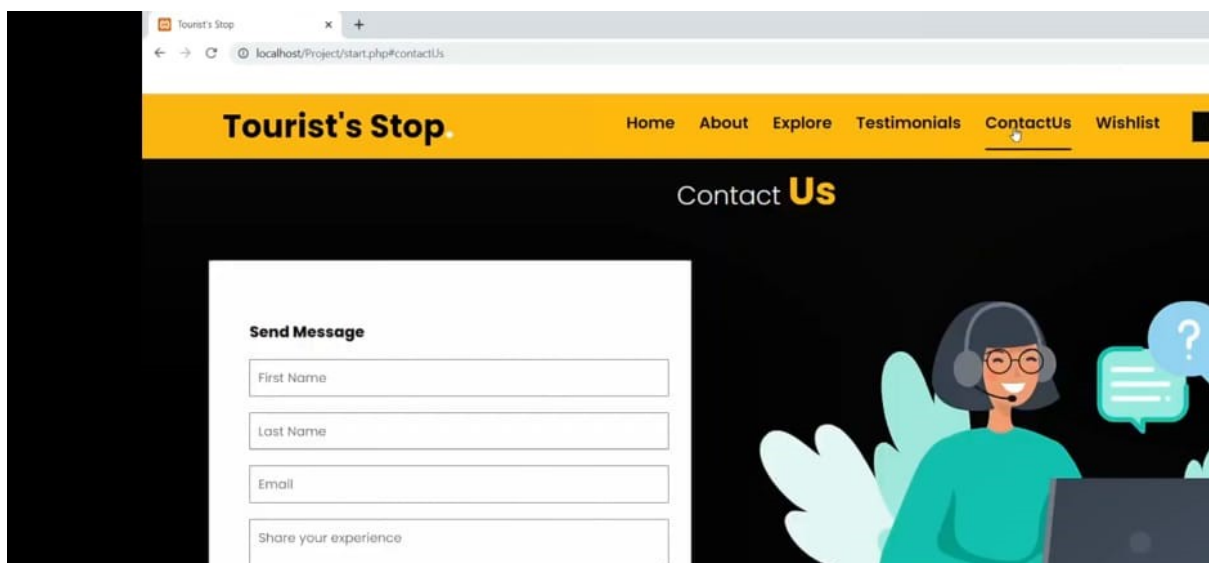 Tourist's Stop
localhost/Project/start.php#contactUs
Tourist's Stop. Home About Explore Testimonials ContactUs Wishlist
Contact Us
Send Message
First Name
Last Name
Email
Share your experience
?